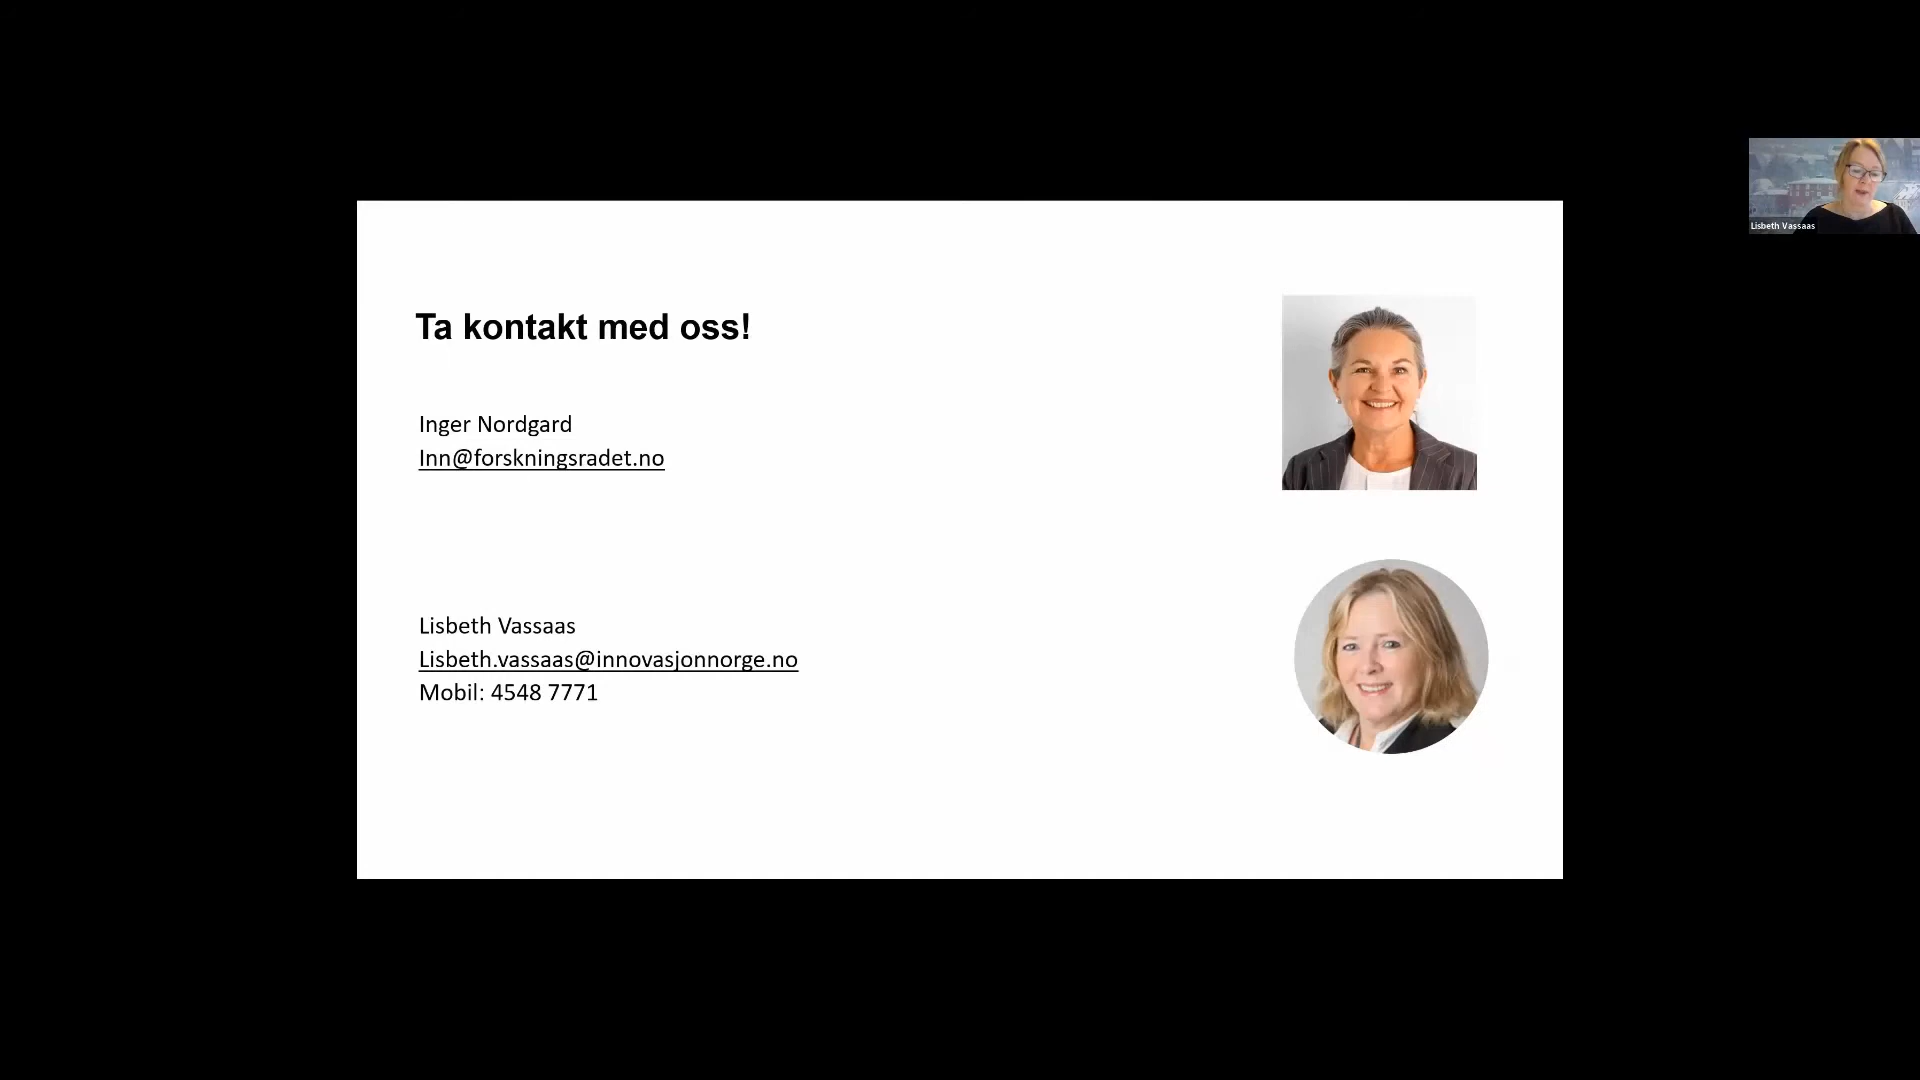 Ta kontakt med oss!
Inger Nordgard
Inn@forskningsradet.no
Lisbeth Vassaas
Lisbeth.vassaas@innovasjonnorge.no
Mobil: 4548 7771
Lisbeth Vassaas